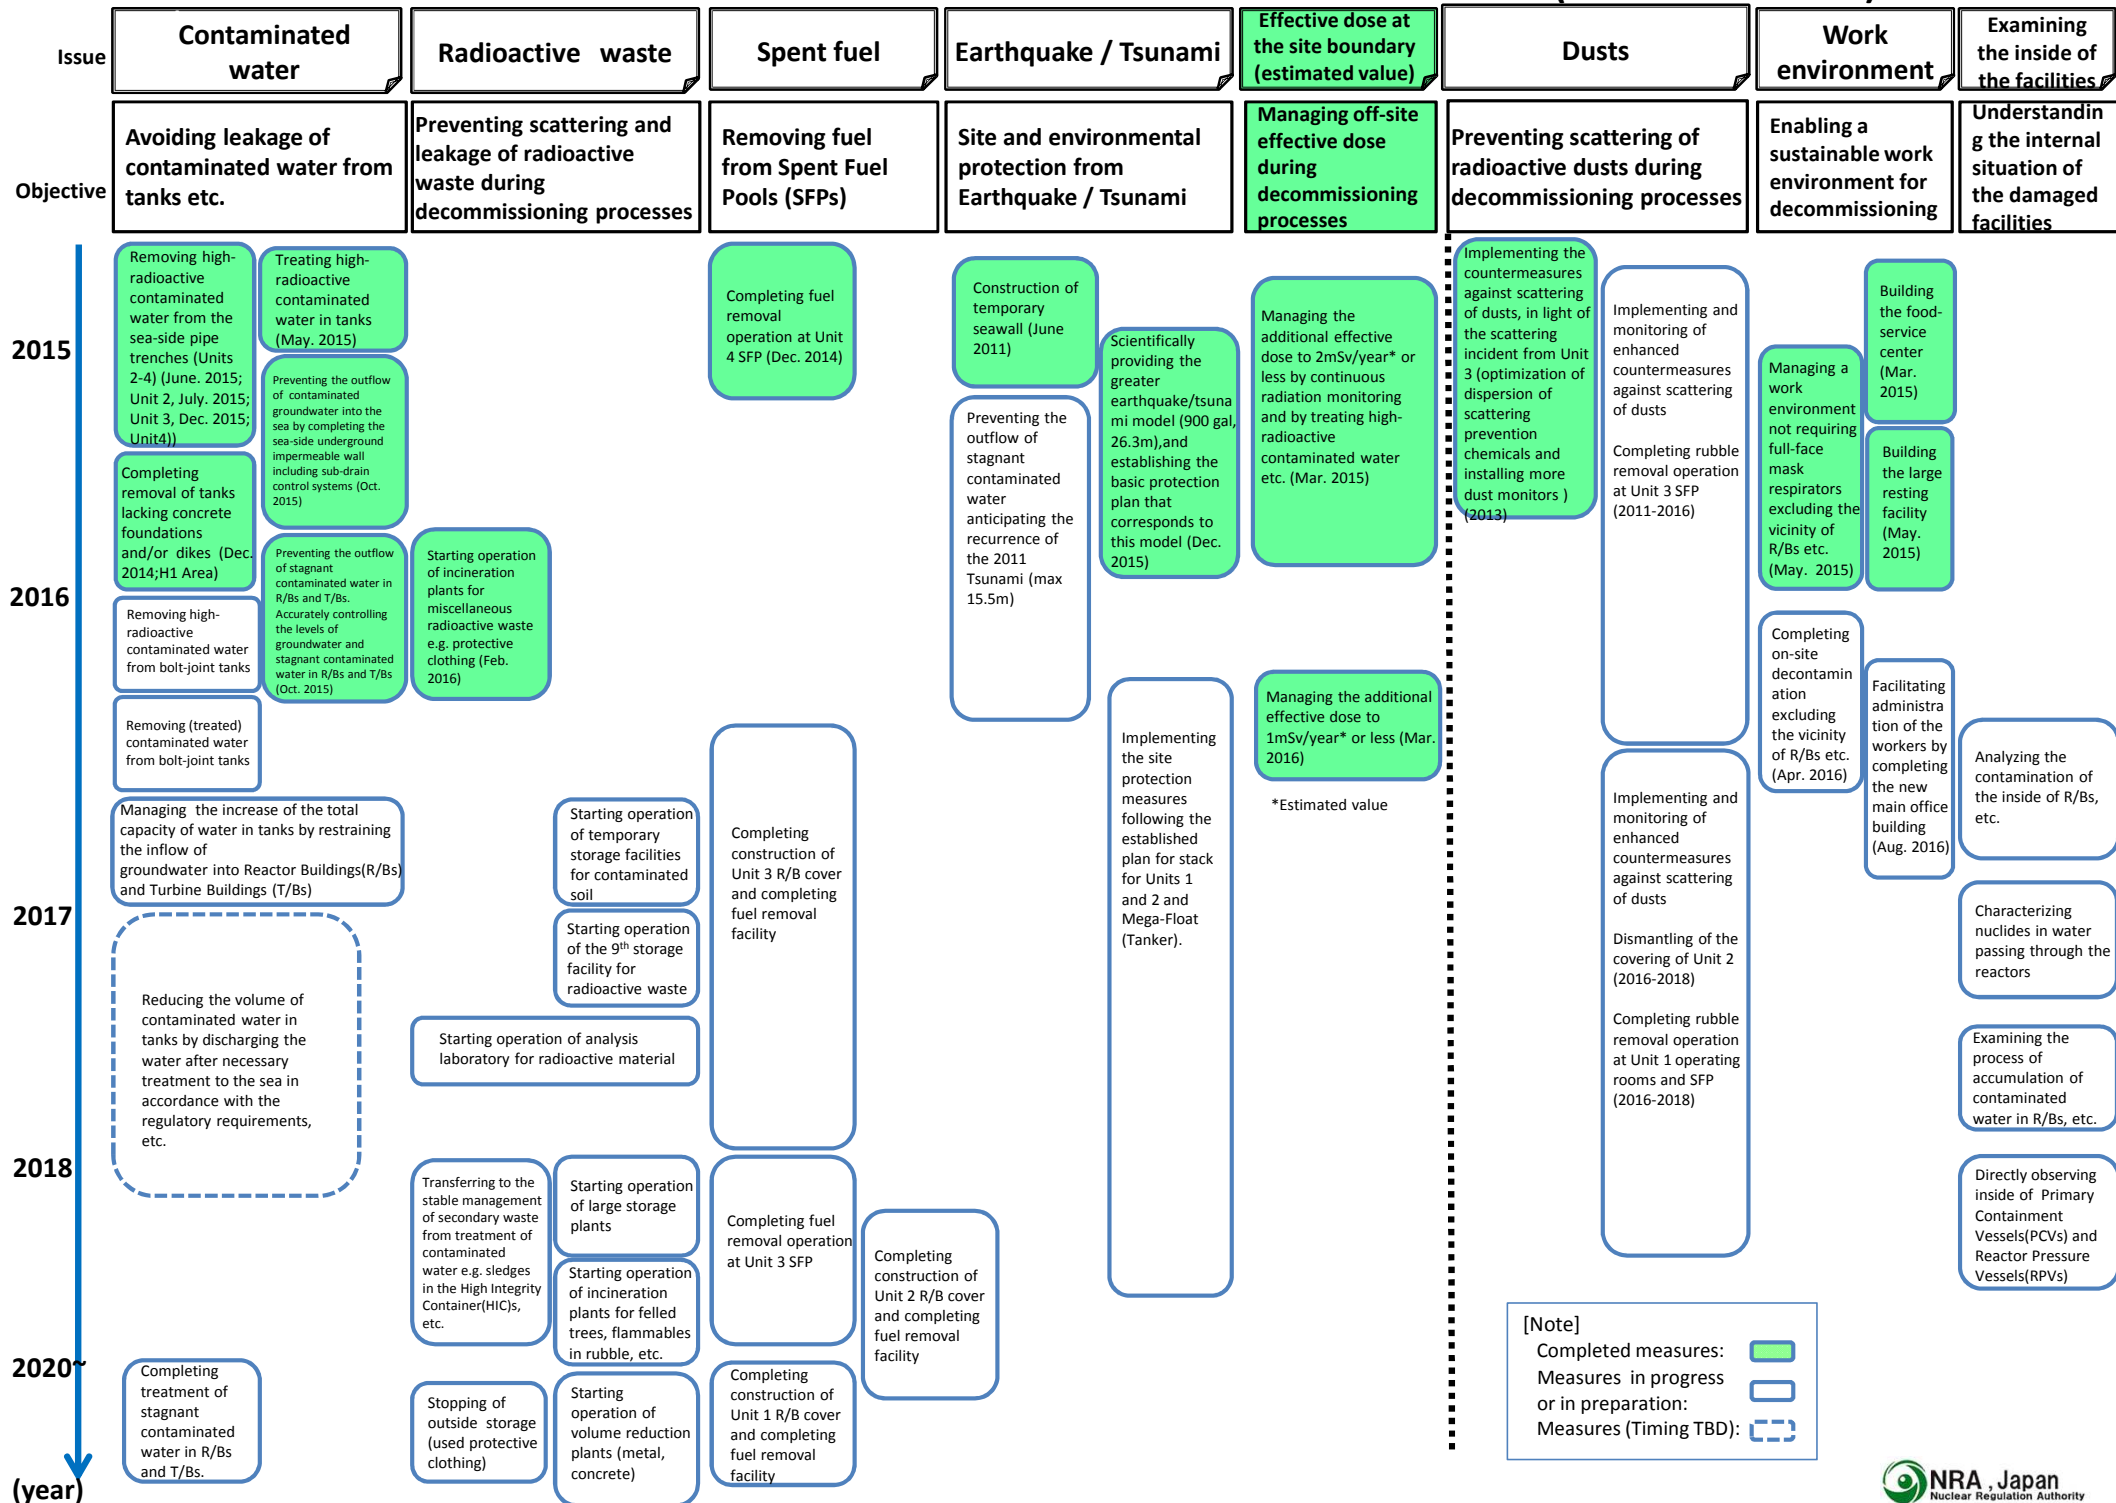 Issue
Contaminated
water
Radioactive waste
Spent fuel
Earthquake / Tsunami
Effective dose at
the site boundary
(estimated value)
Dusts
Work
environment
Examining
the inside of
the facilities
Objective
Avoiding leakage of
contaminated water from
tanks etc.
Preventing scattering and
leakage of radioactive
waste during
decommissioning processes
Removing fuel
from Spent Fuel
Pools (SFPs)
Site and environmental
protection from
Earthquake / Tsunami
Managing off-site
effective dose
during
decommissioning
processes
Preventing scattering of
radioactive dusts during
decommissioning processes
Enabling a
sustainable work
environment for
decommissioning
Understandin
g the internal
situation of
the damaged
facilities
2015
2016
2017
2018
2020~
(year)
Removing high-
radioactive
contaminated
water from the
sea-side pipe
trenches (Units
2-4) (June. 2015;
Unit 2, July. 2015;
Unit 3, Dec. 2015;
Unit4))
Treating high-
radioactive
contaminated
water in tanks
(May. 2015)
Preventing the outflow
of contaminated
groundwater into the
sea by completing the
sea-side underground
impermeable wall
including sub-drain
control systems (Oct.
2015)
Completing
removal of tanks
lacking concrete
foundations
and/or dikes (Dec.
2014;H1 Area)
Preventing the outflow
of stagnant
contaminated water in
R/Bs and T/Bs.
Accurately controlling
the levels of
groundwater and
stagnant contaminated
water in R/Bs and T/Bs
(Oct. 2015)
Removing high-
radioactive
contaminated water
from bolt-joint tanks
Removing (treated)
contaminated water
from bolt-joint tanks
Managing the increase of the total
capacity of water in tanks by restraining
the inflow of
groundwater into Reactor Buildings(R/Bs)
and Turbine Buildings (T/Bs)
Reducing the volume of
contaminated water in
tanks by discharging the
water after necessary
treatment to the sea in
accordance with the
regulatory requirements,
etc.
Completing
treatment of
stagnant
contaminated
water in R/Bs
and T/Bs.
Starting operation
of incineration
plants for
miscellaneous
radioactive waste
e.g. protective
clothing (Feb.
2016)
Starting operation
of temporary
storage facilities
for contaminated
soil
Starting operation
of the 9th storage
facility for
radioactive waste
Starting operation of analysis
laboratory for radioactive material
Transferring to the
stable management
of secondary waste
from treatment of
contaminated
water e.g. sledges
in the High Integrity
Container(HIC)s,
etc.
Starting operation
of large storage
plants
Starting operation
of incineration
plants for felled
trees, flammables
in rubble, etc.
Stopping of
outside storage
(used protective
clothing)
Starting
operation of
volume reduction
plants (metal,
concrete)
Completing fuel
removal
operation at Unit
4 SFP (Dec. 2014)
Completing
construction of
Unit 3 R/B cover
and completing
fuel removal
facility
Completing fuel
removal operation
at Unit 3 SFP
Completing
construction of
Unit 2 R/B cover
and completing
fuel removal
facility
Completing
construction of
Unit 1 R/B cover
and completing
fuel removal
facility
Construction of
temporary
seawall (June
2011)
Scientifically
providing the
greater
earthquake/tsuna
mi model (900 gal,
26.3m),and
establishing the
basic protection
plan that
corresponds to
this model (Dec.
2015)
Preventing the
outflow of
stagnant
contaminated
water
anticipating the
recurrence of
the 2011
Tsunami (max
15.5m)
Implementing
the site
protection
measures
following the
established
plan for stack
for Units 1
and 2 and
Mega-Float
(Tanker).
Managing the
additional effective
dose to 2mSv/year* or
less by continuous
radiation monitoring
and by treating high-
radioactive
contaminated water
etc. (Mar. 2015)
Managing the additional
effective dose to
1mSv/year* or less (Mar.
2016)
*Estimated value
Implementing the
countermeasures
against scattering
of dusts, in light of
the scattering
incident from Unit
3 (optimization of
dispersion of
scattering
prevention
chemicals and
installing more
dust monitors )
(2013)
Implementing and
monitoring of
enhanced
countermeasures
against scattering
of dusts
Completing rubble
removal operation
at Unit 3 SFP
(2011-2016)
Implementing and
monitoring of
enhanced
countermeasures
against scattering
of dusts
Dismantling of the
covering of Unit 2
(2016-2018)
Completing rubble
removal operation
at Unit 1 operating
rooms and SFP
(2016-2018)
Managing a
work
environment
not requiring
full-face
mask
respirators
excluding the
vicinity of
R/Bs etc.
(May. 2015)
Building
the food-
service
center
(Mar.
2015)
Building
the large
resting
facility
(May.
2015)
Completing
on-site
decontamin
ation
excluding
the vicinity
of R/Bs etc.
(Apr. 2016)
Facilitating
administra
tion of the
workers by
completing
the new
main office
building
(Aug. 2016)
Analyzing the
contamination of
the inside of R/Bs,
etc.
Characterizing
nuclides in water
passing through the
reactors
Examining the
process of
accumulation of
contaminated
water in R/Bs, etc.
Directly observing
inside of Primary
Containment
Vessels(PCVs) and
Reactor Pressure
Vessels(RPVs)
[Note]
Completed measures:
Measures in progress
or in preparation:
Measures (Timing TBD):
NRA , Japan
Nuclear Regulation Authority